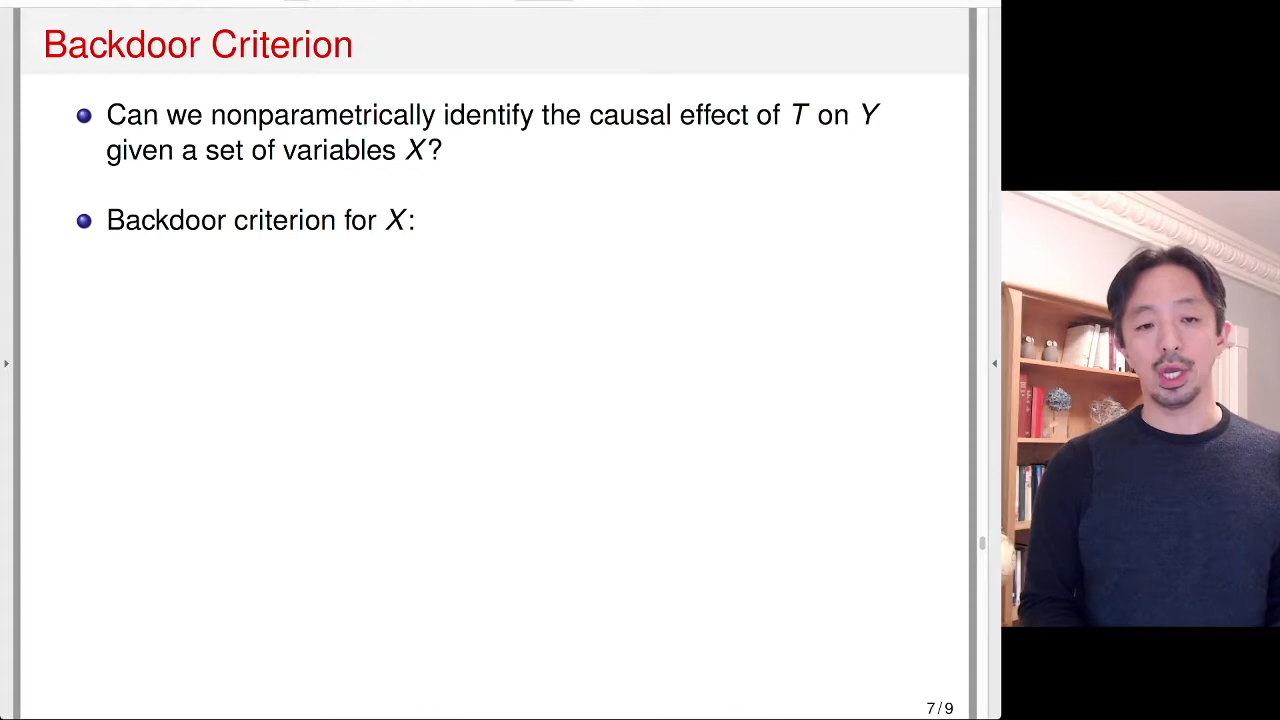 Backdoor Criterion
Can we nonparametrically identify the causal effect of T on Y
given a set of variables X?
Backdoor criterion for X:
7 / 9